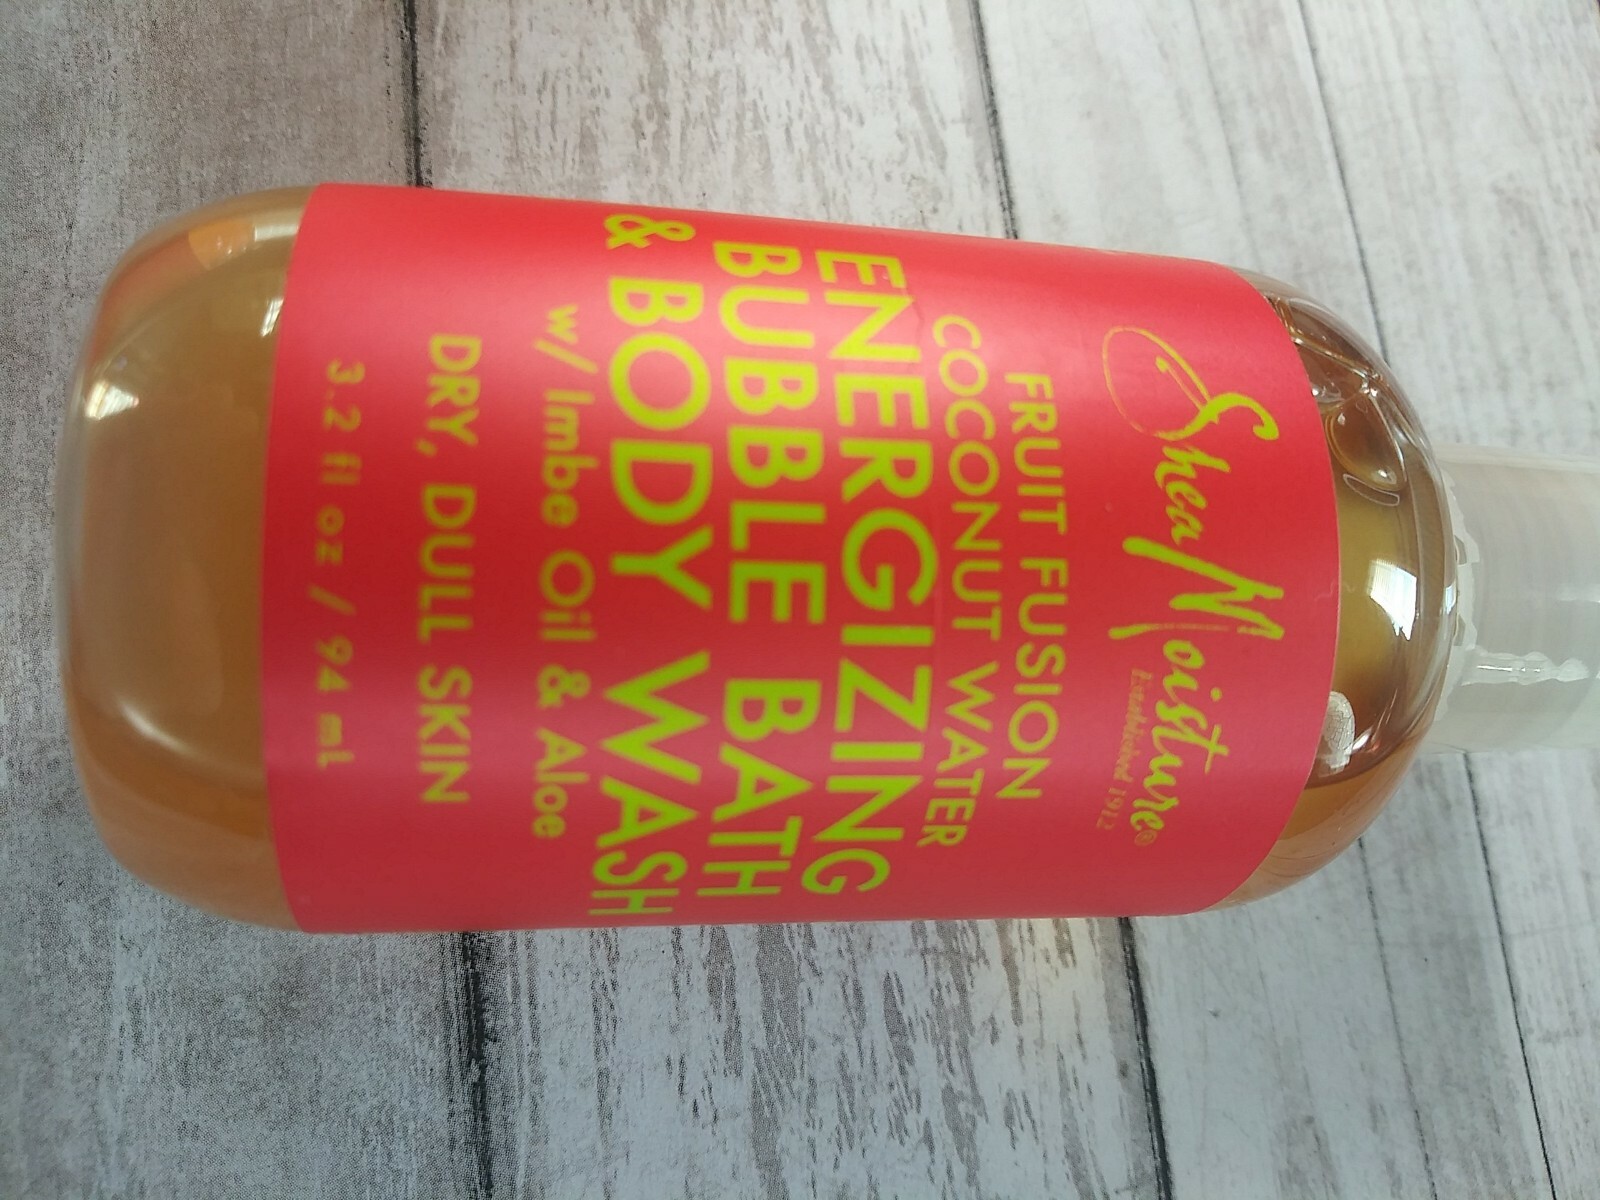 SheaMoisture®
Established 1912
FRUIT FUSION
COCONUT WATER
ENERGIZING
BUBBLE BATH
& BODY WASH
w/ Imbe Oil & Aloe
DRY, DULL SKIN
3.2 fl oz / 94 ml